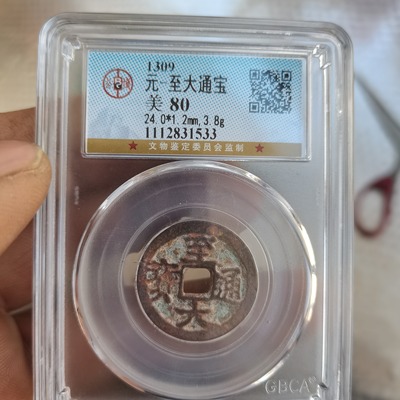 1309
元-至大通宝
美 80
24.0*1.2mm,3.8g
1112831533
★ 文物鉴定委员会监制 ★
至大通寳
GBCA